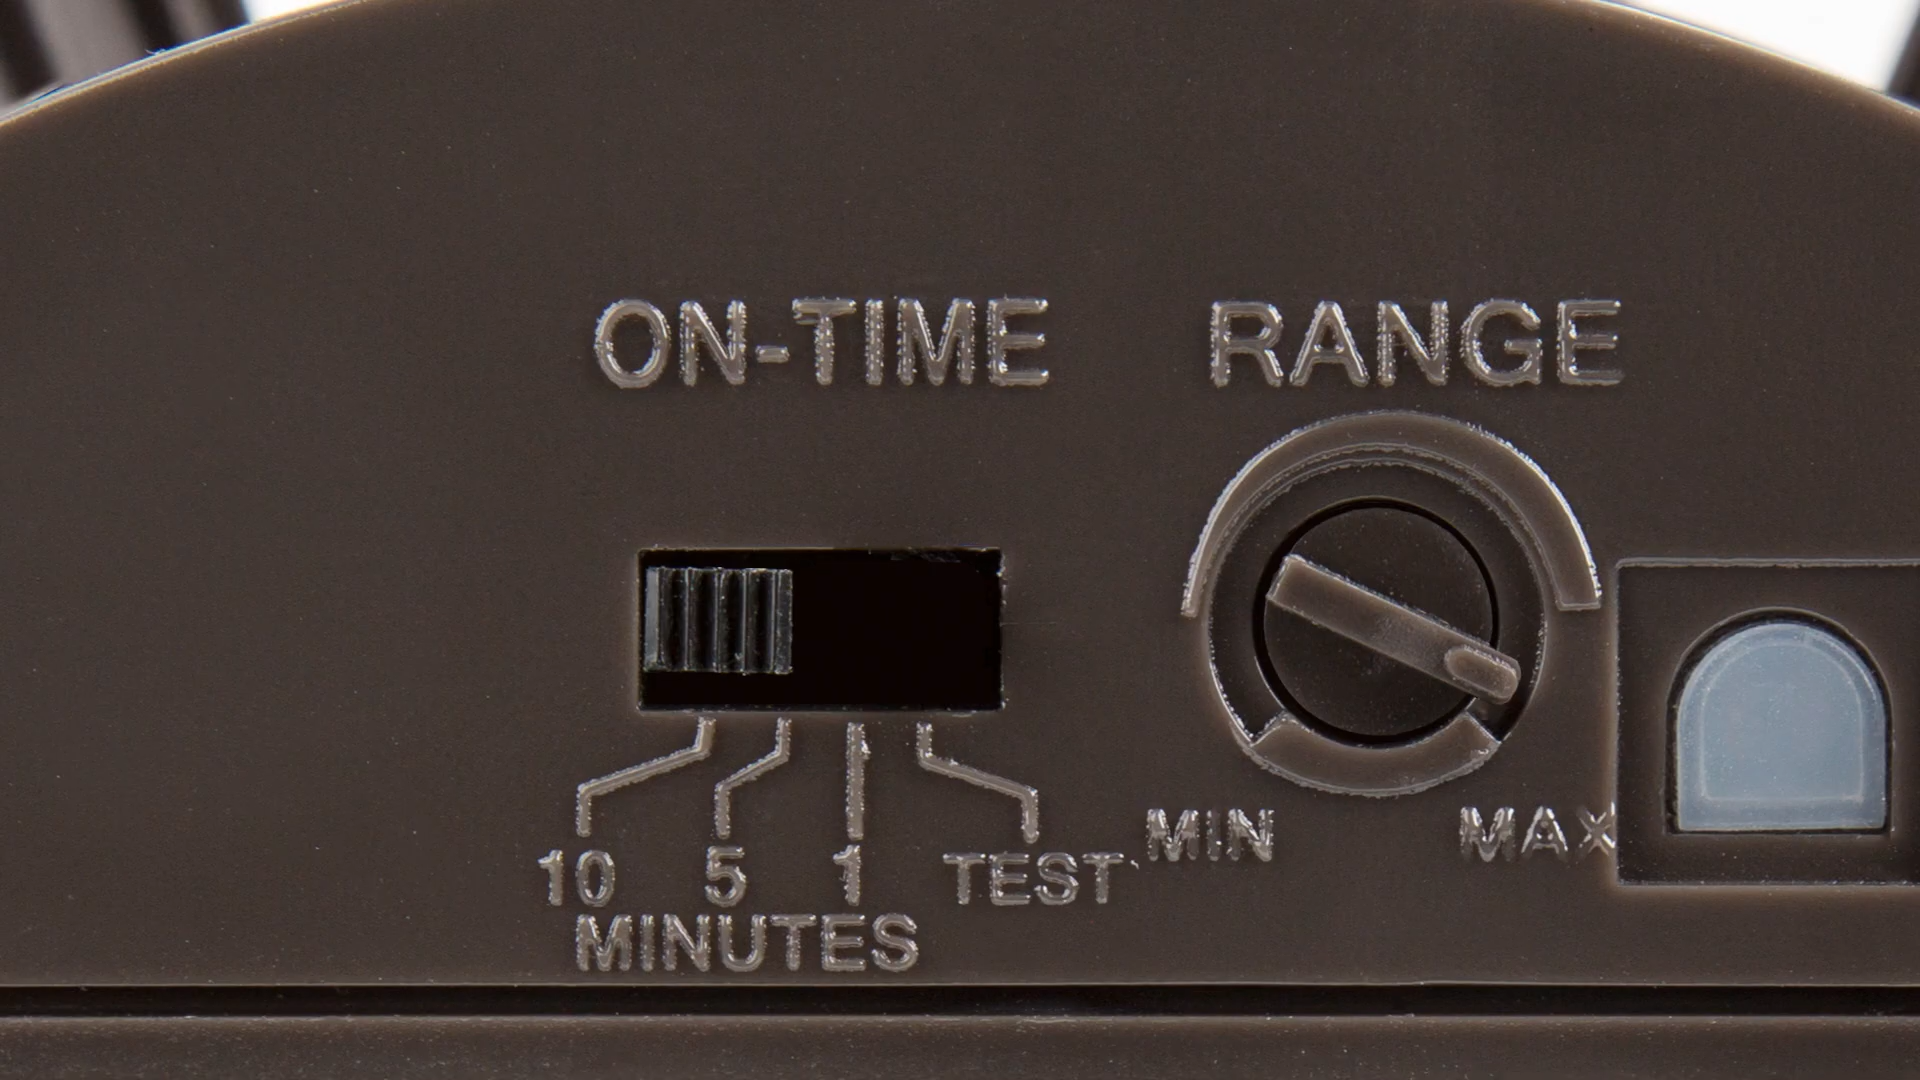 ON-TIME
RANGE
10 5 1 TEST
MINUTES
MIN MAX